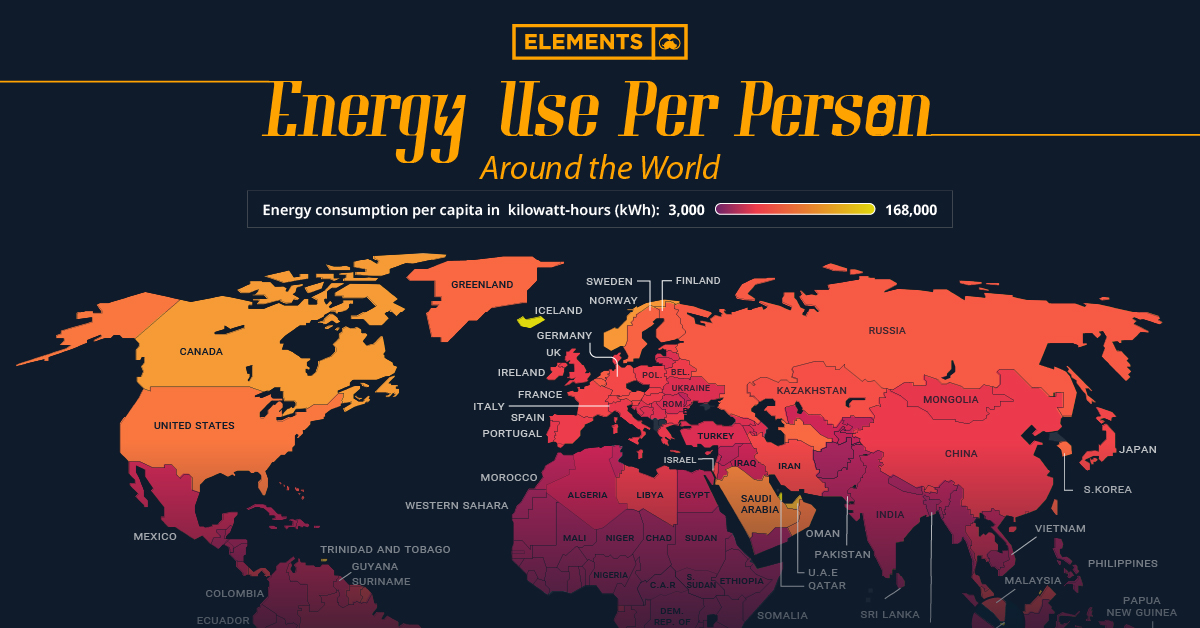 ELEMENTS
Energy Use Per Person
Around the World
Energy consumption per capita in kilowatt-hours (kWh): 3,000 168,000
GREENLAND
SWEDEN
FINLAND
NORWAY
ICELAND
RUSSIA
GERMANY
CANADA
UK
IRELAND
POL.
BEL.
UKRAINE
KAZAKHSTAN
FRANCE
MONGOLIA
ITALY
ROM.
SPAIN
UNITED STATES
PORTUGAL
TURKEY
JAPAN
CHINA
ISRAEL
IRAQ
IRAN
MOROCCO
S.KOREA
ALGERIA
LIBYA
EGYPT
SAUDI
ARABIA
WESTERN SAHARA
INDIA
VIETNAM
MEXICO
MALI
NIGER
CHAD
SUDAN
OMAN
TRINIDAD AND TOBAGO
PAKISTAN
GUYANA
PHILIPPINES
SURINAME
NIGERIA
C.A.R
S.
SUDAN
ETHIOPIA
U.A.E
QATAR
MALAYSIA
COLOMBIA
PAPUA
NEW GUINEA
DEM.
REP. OF
SOMALIA
SRI LANKA
ECUADOR